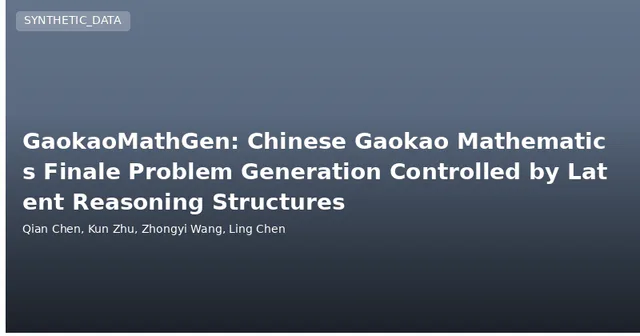 SYNTHETIC_DATA
GaokaoMathGen: Chinese Gaokao Mathematic
s Finale Problem Generation Controlled by Lat
ent Reasoning Structures
Qian Chen, Kun Zhu, Zhongyi Wang, Ling Chen